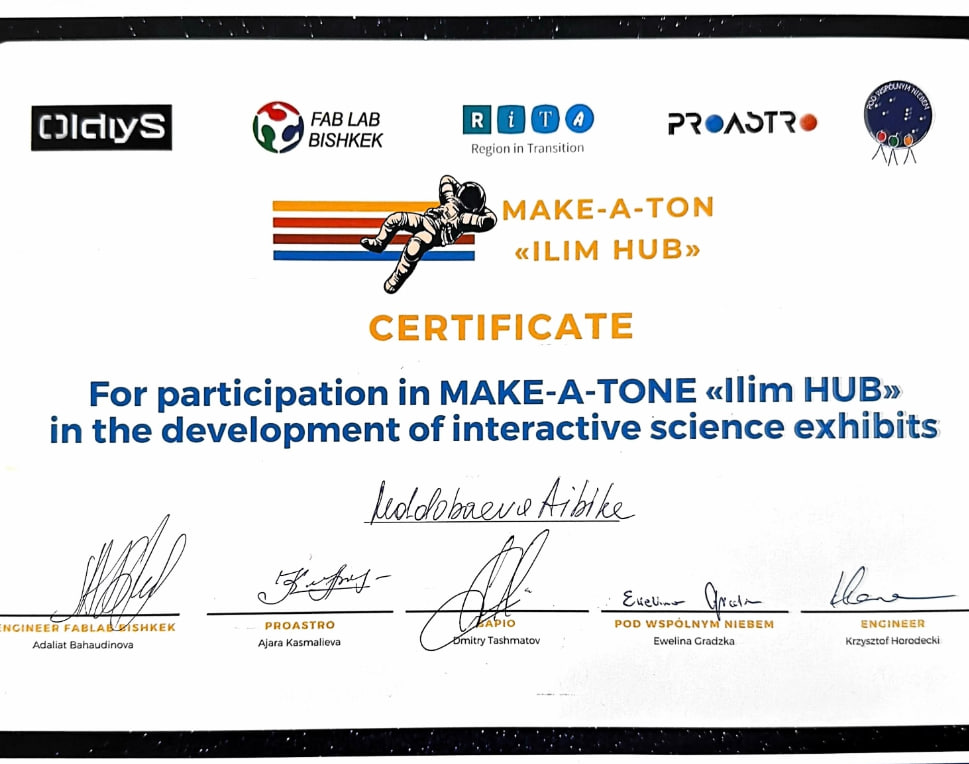 OldiyS
FAB LAB
BISHKEK
RiTA
Region in Transition
PROASTRO
POD WSPÓLNYM NIEBEM
MAKE-A-TON
«ILIM HUB»
CERTIFICATE
For participation in MAKE-A-TONE «Ilim HUB»
in the development of interactive science exhibits
Aibike
ENGINEER FABLAB BISHKEK
Adaliat Bahaudinova
PROASTRO
Ajara Kasmalieva
SAPIO
Dmitry Tashmatov
POD WSPÓLNYM NIEBEM
Ewelina Gradzka
ENGINEER
Krzysztof Horodecki